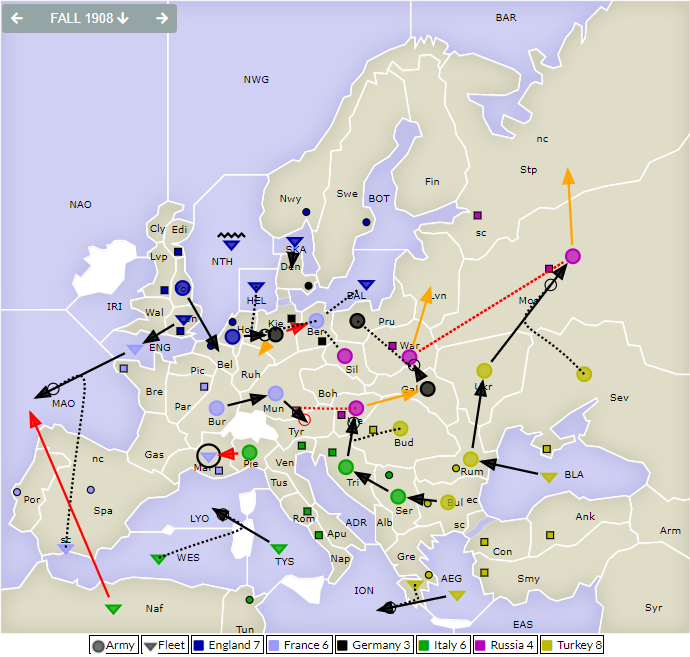 FALL 1908
BAR
NWG
nc
Stp
Fin
Swe
BOT
Nwy
NAO
Cly Edi
sc
Lvp
NTH
SKA
Den
Mos
HEL
BAL
Lvn
IRI
Wal
Kie
Ber
Pru
Ho
ENG
Bel
War
Sil
Ruh
Pic
Gal
Ukr
MAO
Bre
Par
Mun
Boh
Sev
Bur
Tyr
Bud
Gas
Mar
Pie
Ven
nc
Tri
Rum
BLA
Tus
Por
Spa
Ser
Bul
ec
LYO
Rom
ADR
Alb
sc
Ank
Apu
Arm
sc
Con
WES
TYS
Nap
Gre
Smy
ION
AEG
Naf
Syr
Tun
EAS
Army
Fleet
England 7
France 6
Germany 3
Italy 6
Russia 4
Turkey 8